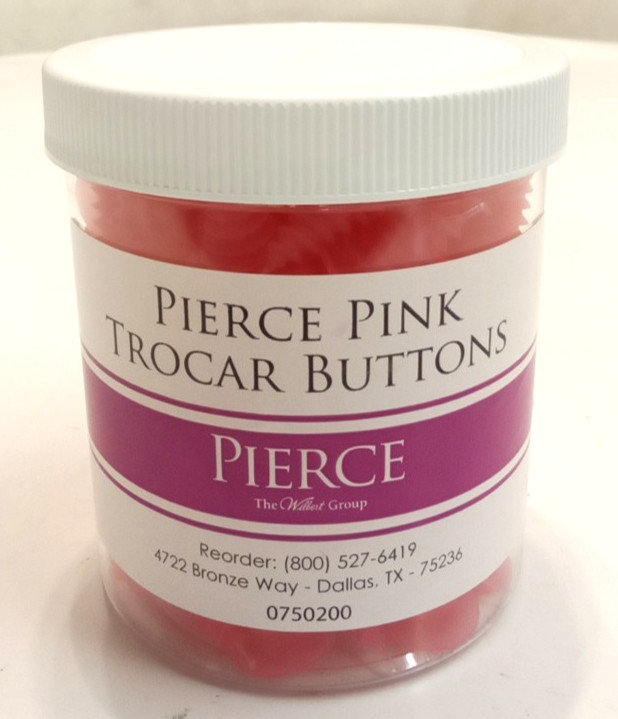 PIERCE PINK
TROCAR BUTTONS
PIERCE
The Wilbert Group
Reorder: (800) 527-6419
4722 Bronze Way - Dallas, TX - 75236
0750200